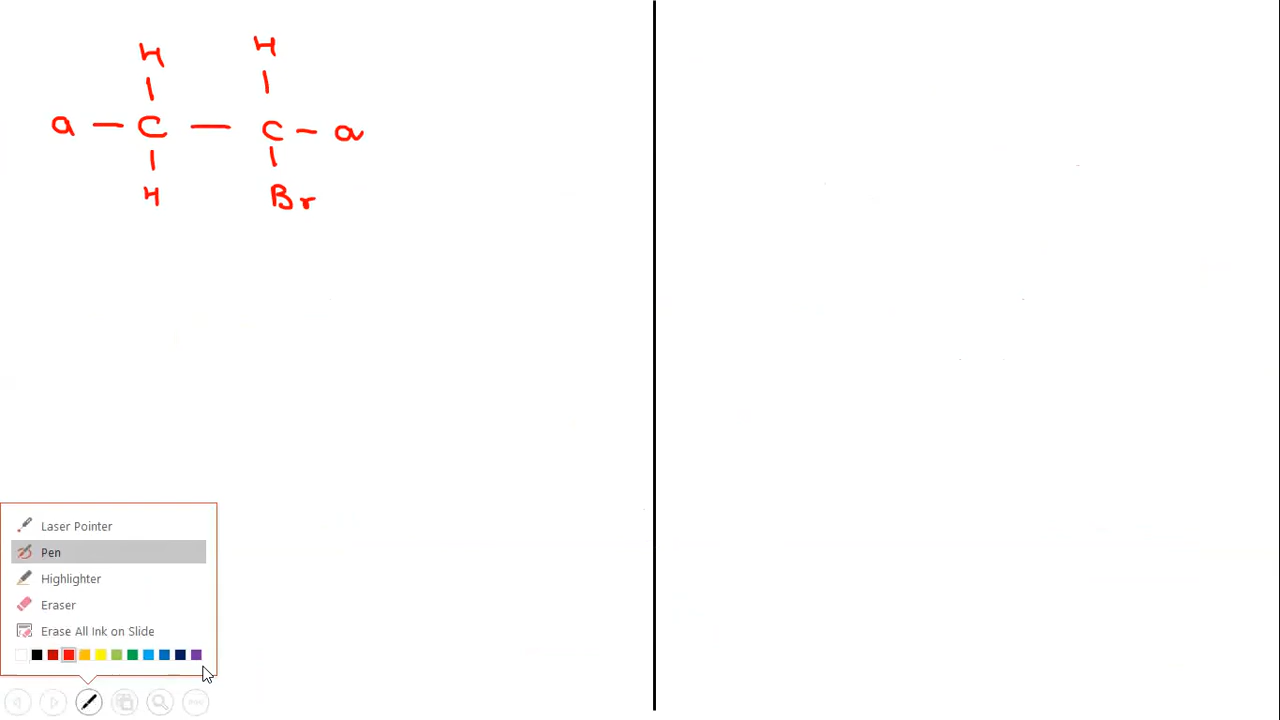 H H
a - C - C - a
H Br
Laser Pointer
Pen
Highlighter
Eraser
Erase All Ink on Slide